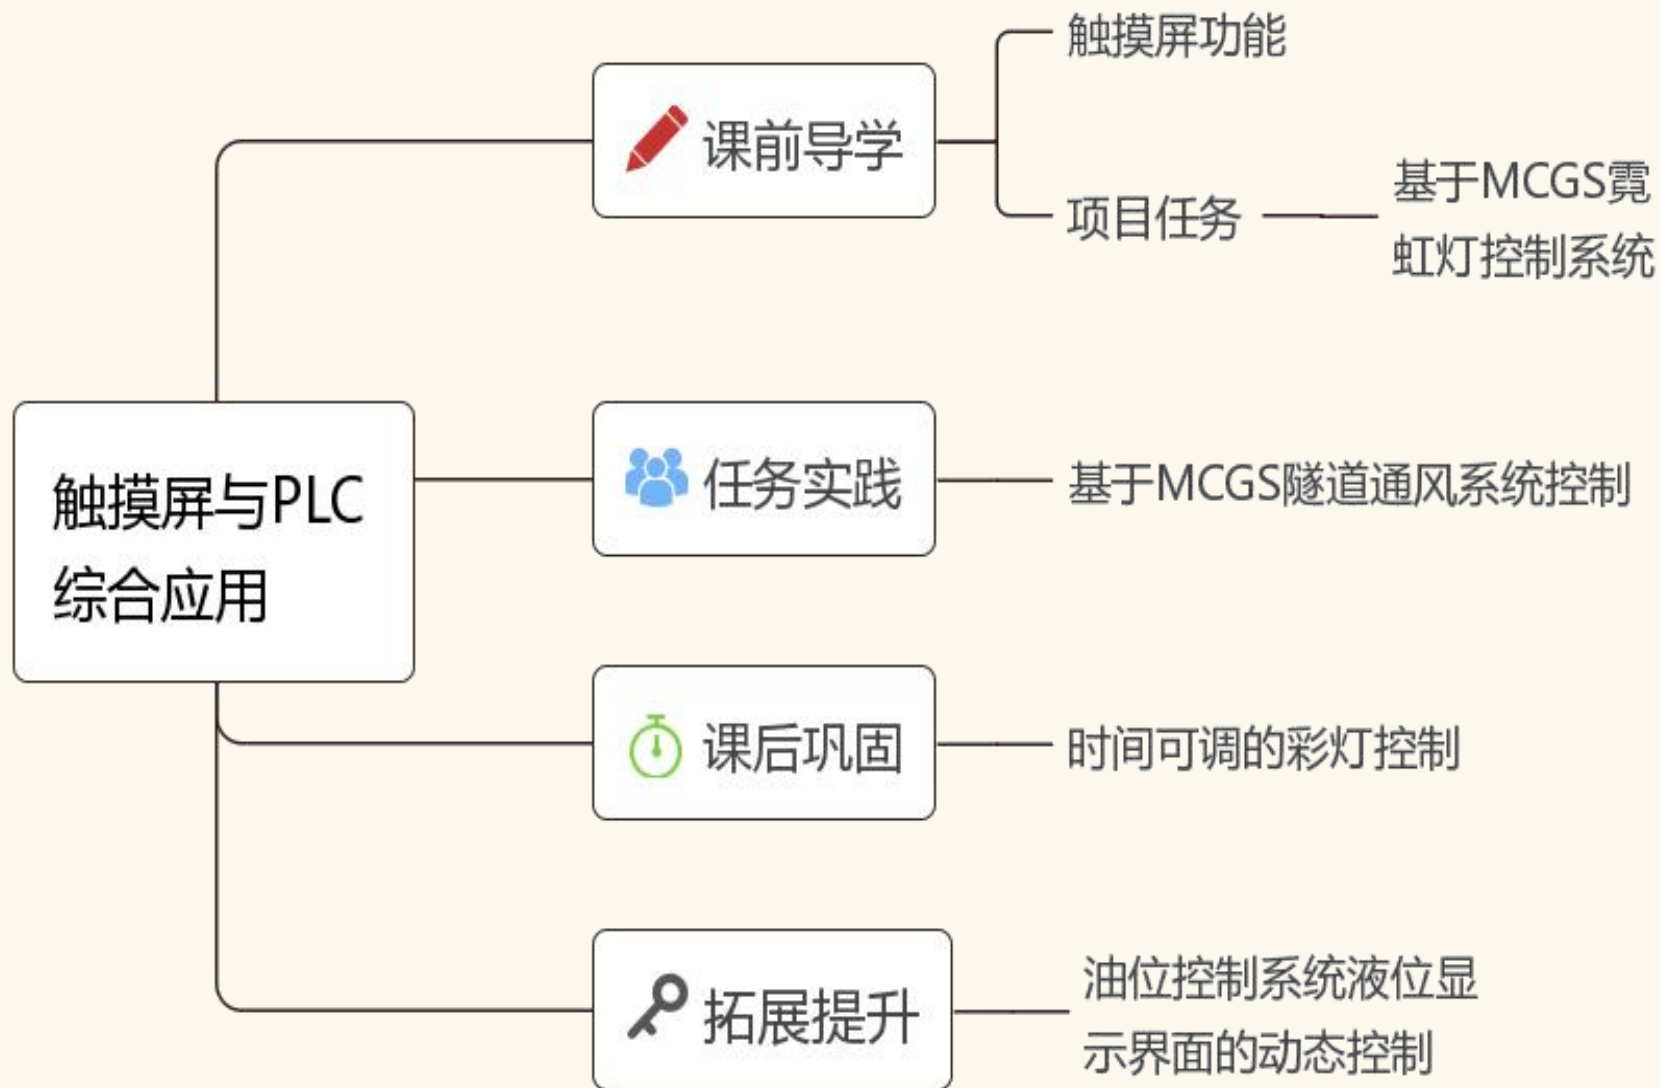 触摸屏与PLC
综合应用
课前导学
触摸屏功能
项目任务
基于MCGS霓
虹灯控制系统
任务实践
基于MCGS隧道通风系统控制
课后巩固
时间可调的彩灯控制
拓展提升
油位控制系统液位显
示界面的动态控制